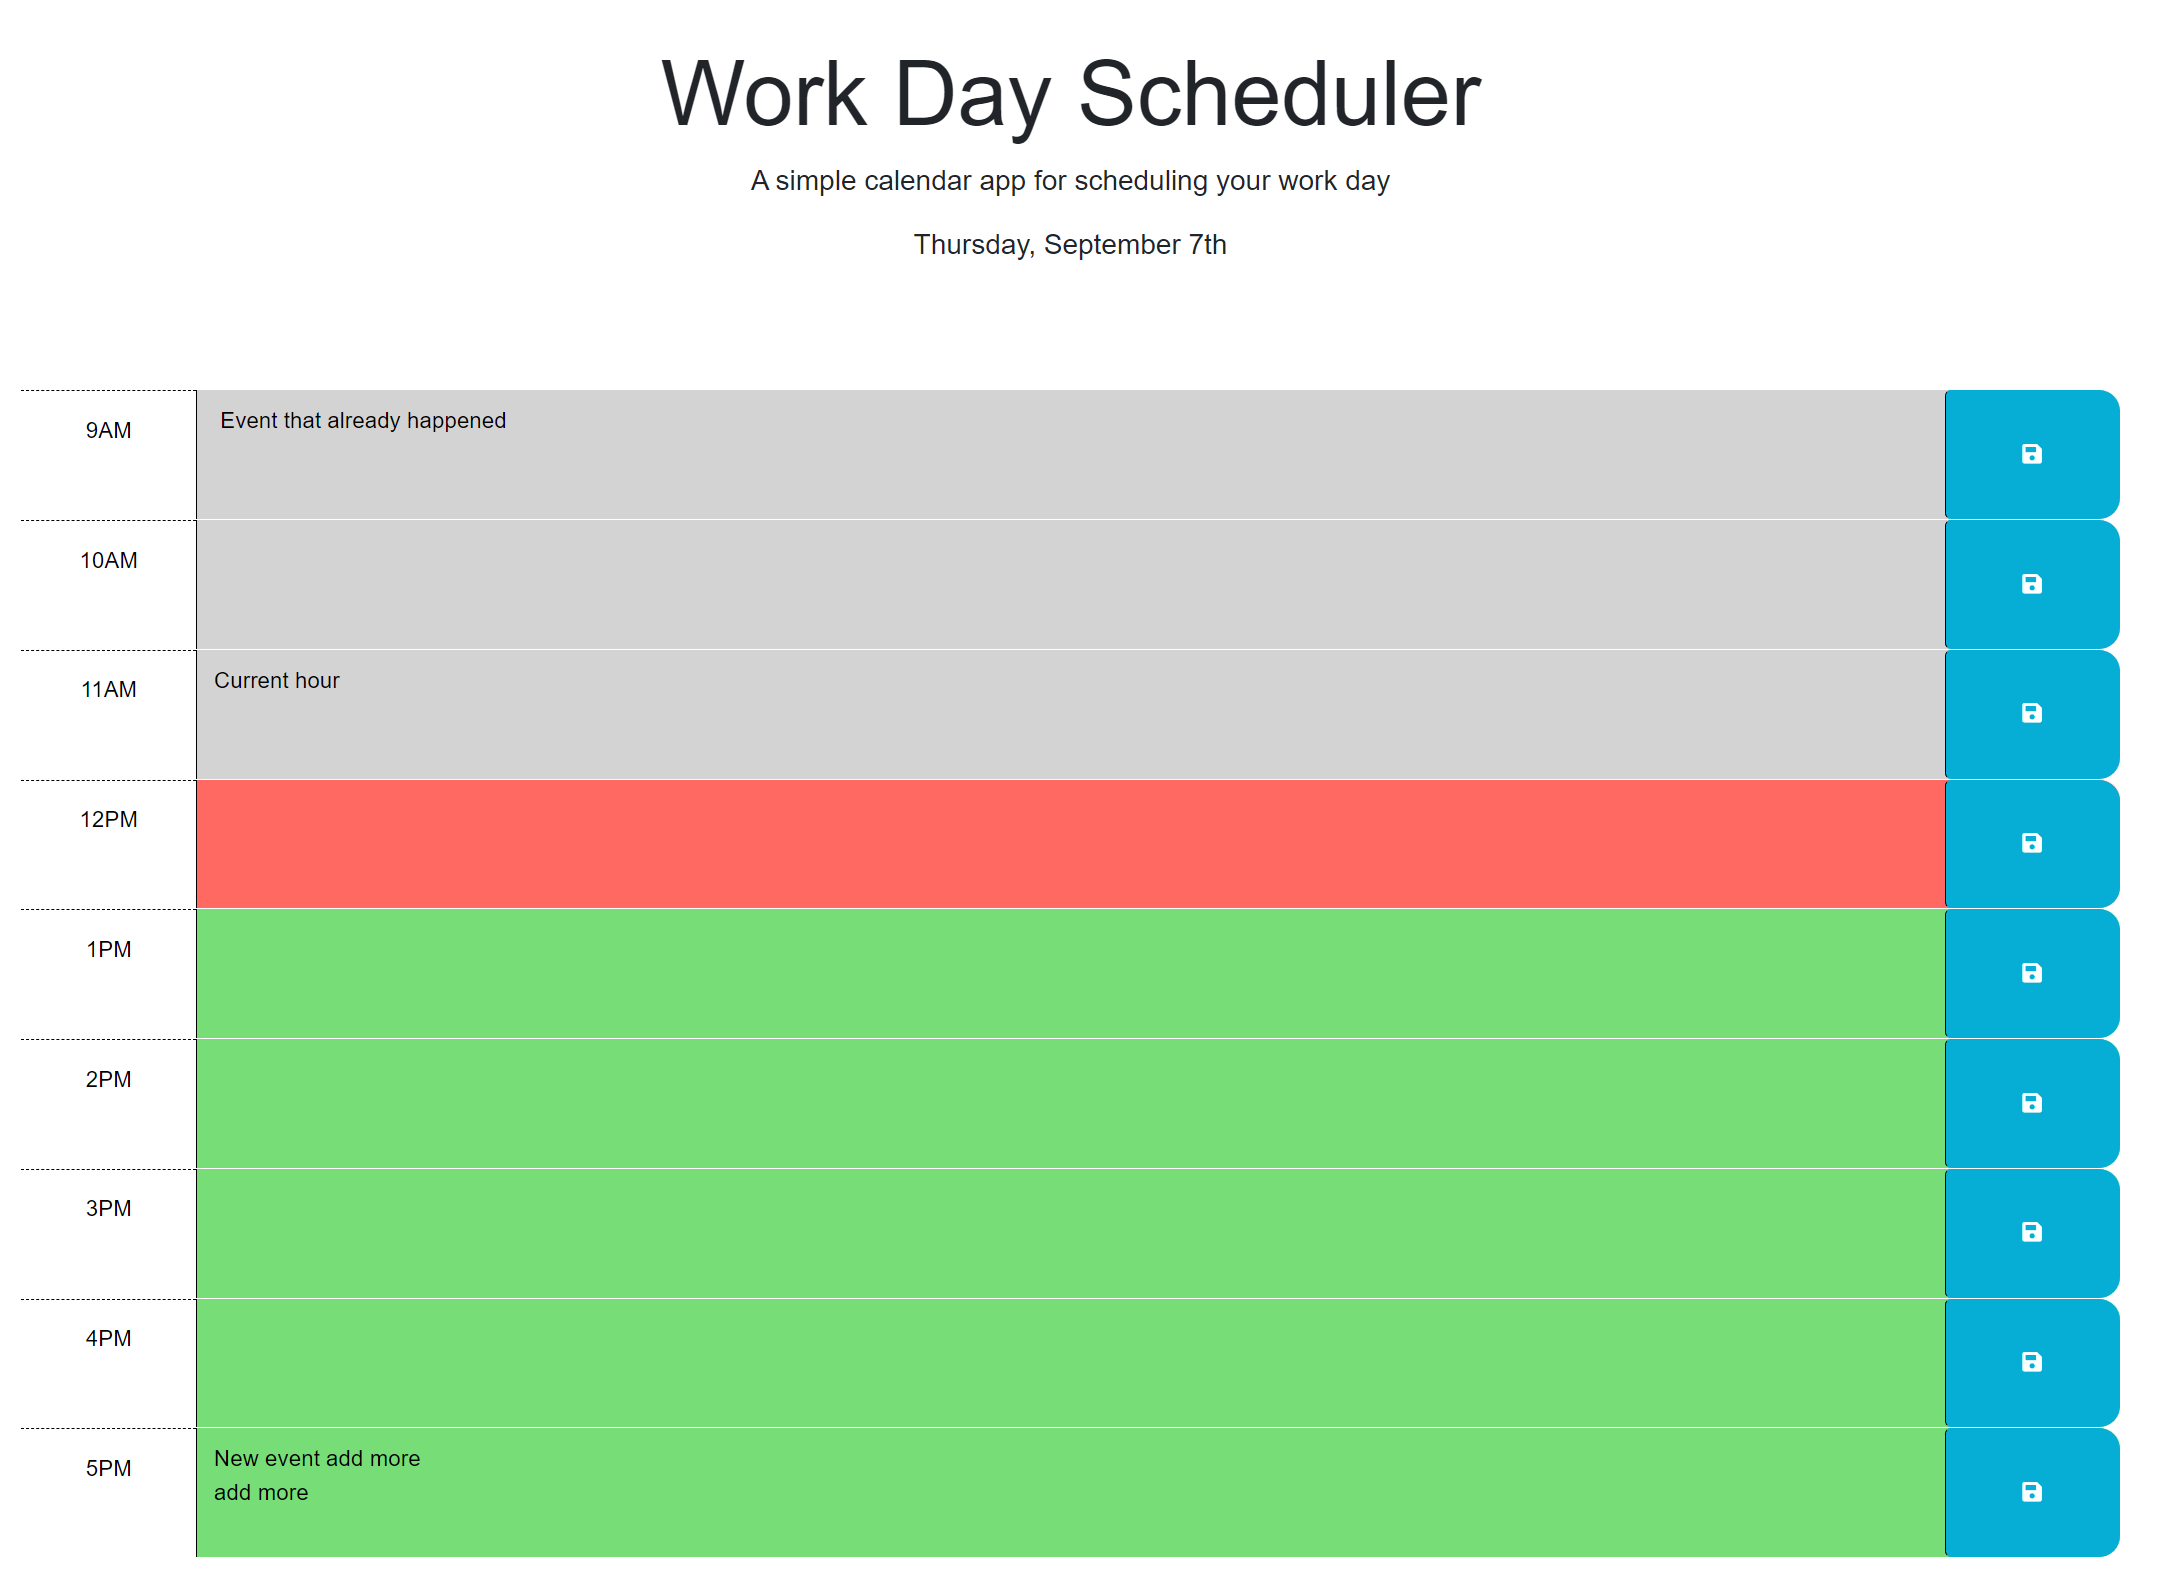 Work Day Scheduler
A simple calendar app for scheduling your work day
Thursday, September 7th
9AM
Event that already happened
10AM
11AM
Current hour
12PM
1PM
2PM
3PM
4PM
5PM
New event add more
add more